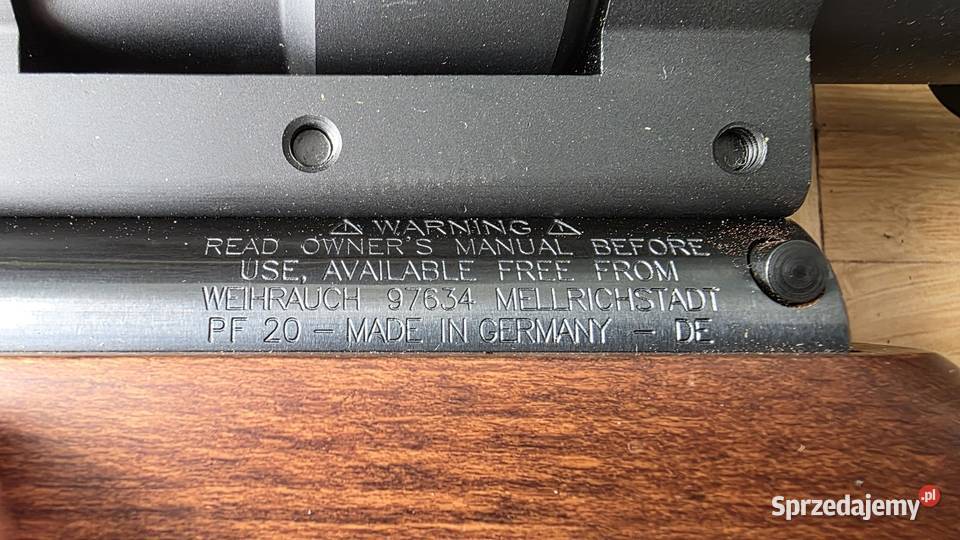 ⚠ WARNING ⚠
READ OWNER'S MANUAL BEFORE
USE, AVAILABLE FREE FROM
WEIHRAUCH 97634 MELLRICHSTADT
PF 20 - MADE IN GERMANY - DE
Sprzedajemy.pl